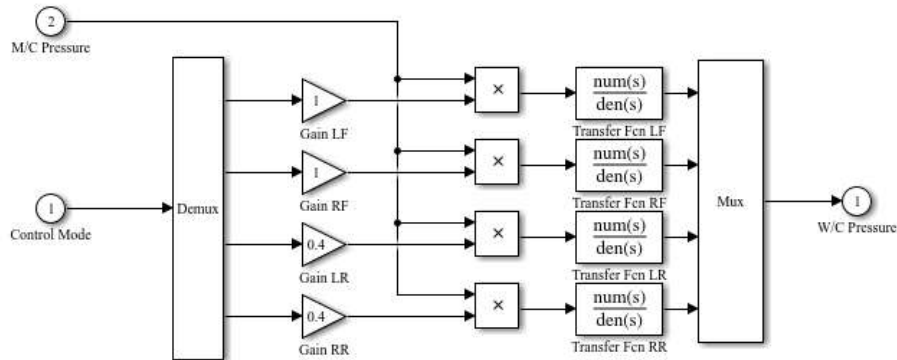 2
M/C Pressure
1
Control Mode
Demux
1
Gain LF
1
Gain RF
0.4
Gain LR
0.4
Gain RR
×
×
×
×
num(s)
den(s)
Transfer Fcn LF
num(s)
den(s)
Transfer Fcn RF
num(s)
den(s)
Transfer Fcn LR
num(s)
den(s)
Transfer Fcn RR
Mux
1
W/C Pressure